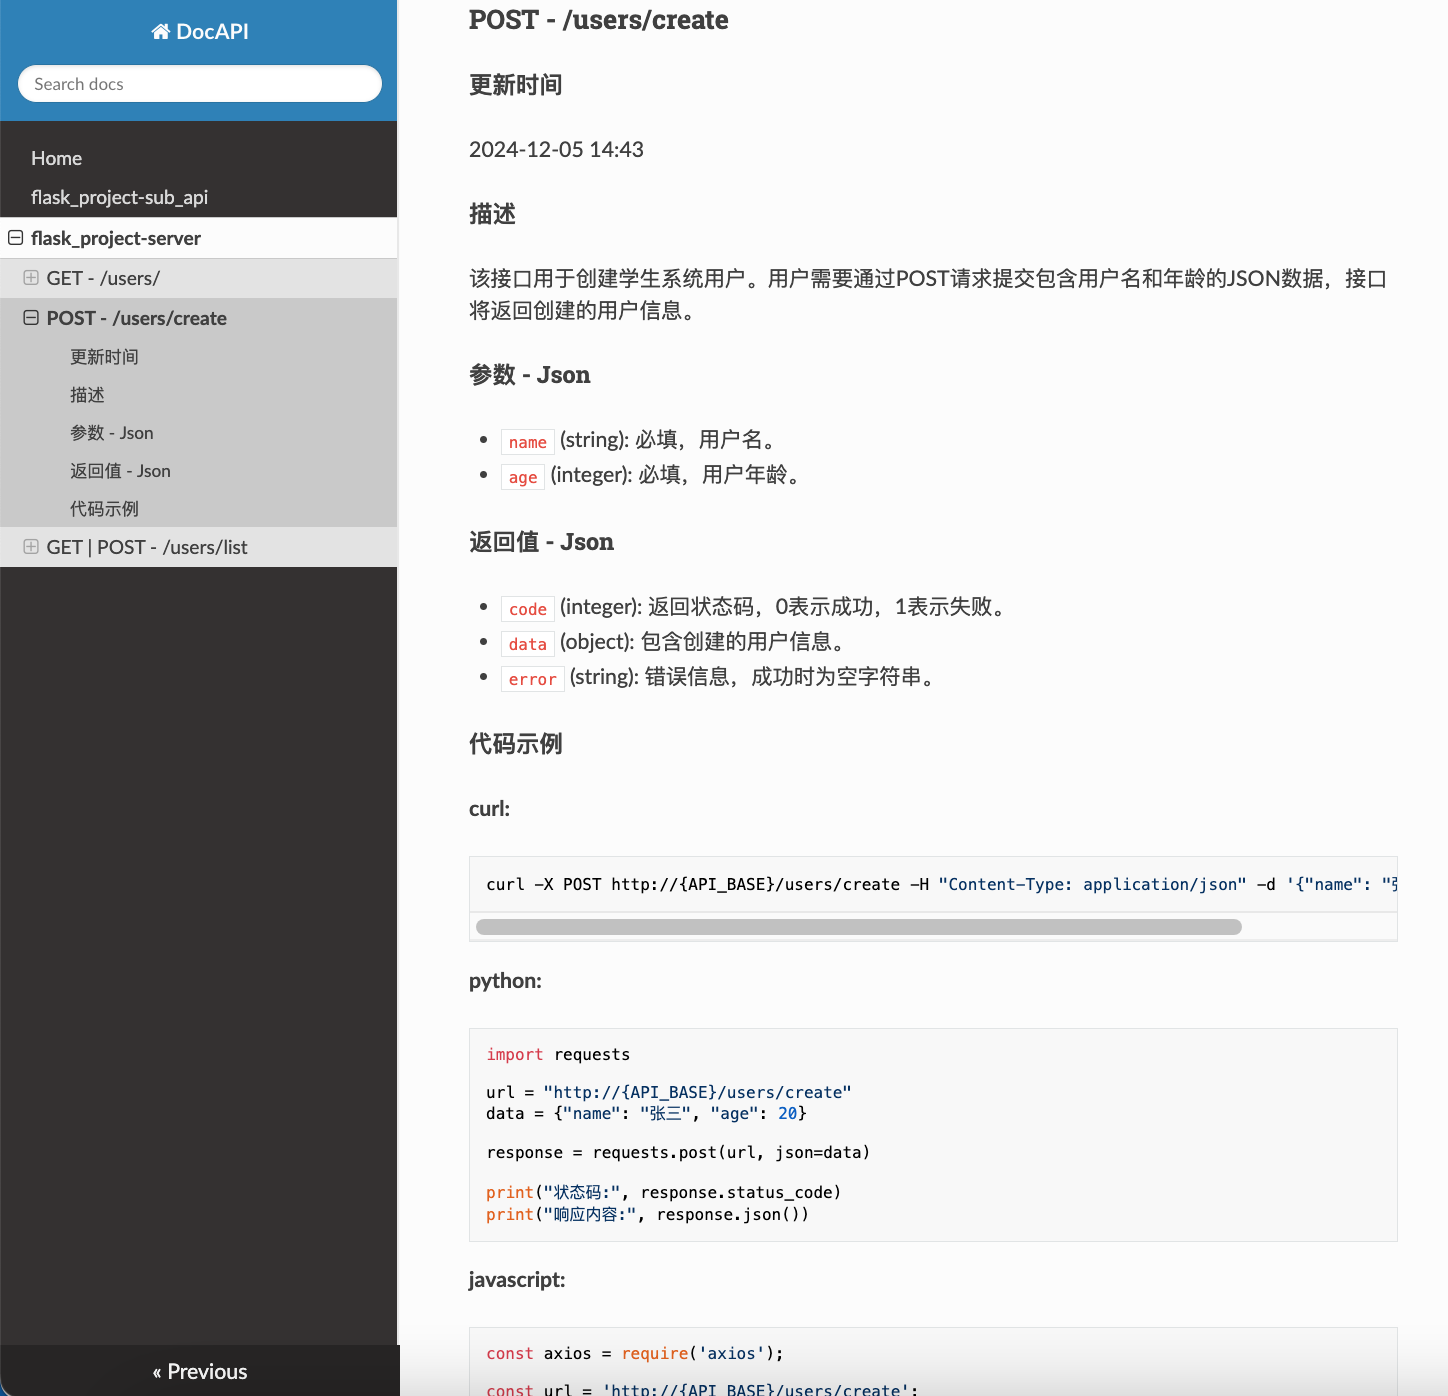 DocAPI
Search docs
Home
flask_project-sub_api
flask_project-server
GET - /users/
POST - /users/create
更新时间
描述
参数 - Json
返回值 - Json
代码示例
GET | POST - /users/list
« Previous
POST - /users/create
更新时间
2024-12-05 14:43
描述
该接口用于创建学生系统用户。用户需要通过POST请求提交包含用户名和年龄的JSON数据，接口
将返回创建的用户信息。
参数 - Json
name (string): 必填，用户名。
age (integer): 必填，用户年龄。
返回值 - Json
code (integer): 返回状态码，0表示成功，1表示失败。
data (object): 包含创建的用户信息。
error (string): 错误信息，成功时为空字符串。
代码示例
curl:
curl -X POST http://{API_BASE}/users/create -H "Content-Type: application/json" -d '{"name": "
python:
import requests
url = "http://{API_BASE}/users/create"
data = {"name": "张三", "age": 20}
response = requests.post(url, json=data)
print("状态码:", response.status_code)
print("响应内容:", response.json())
javascript:
const axios = require('axios');
const url = 'http://{API_BASE}/users/create';